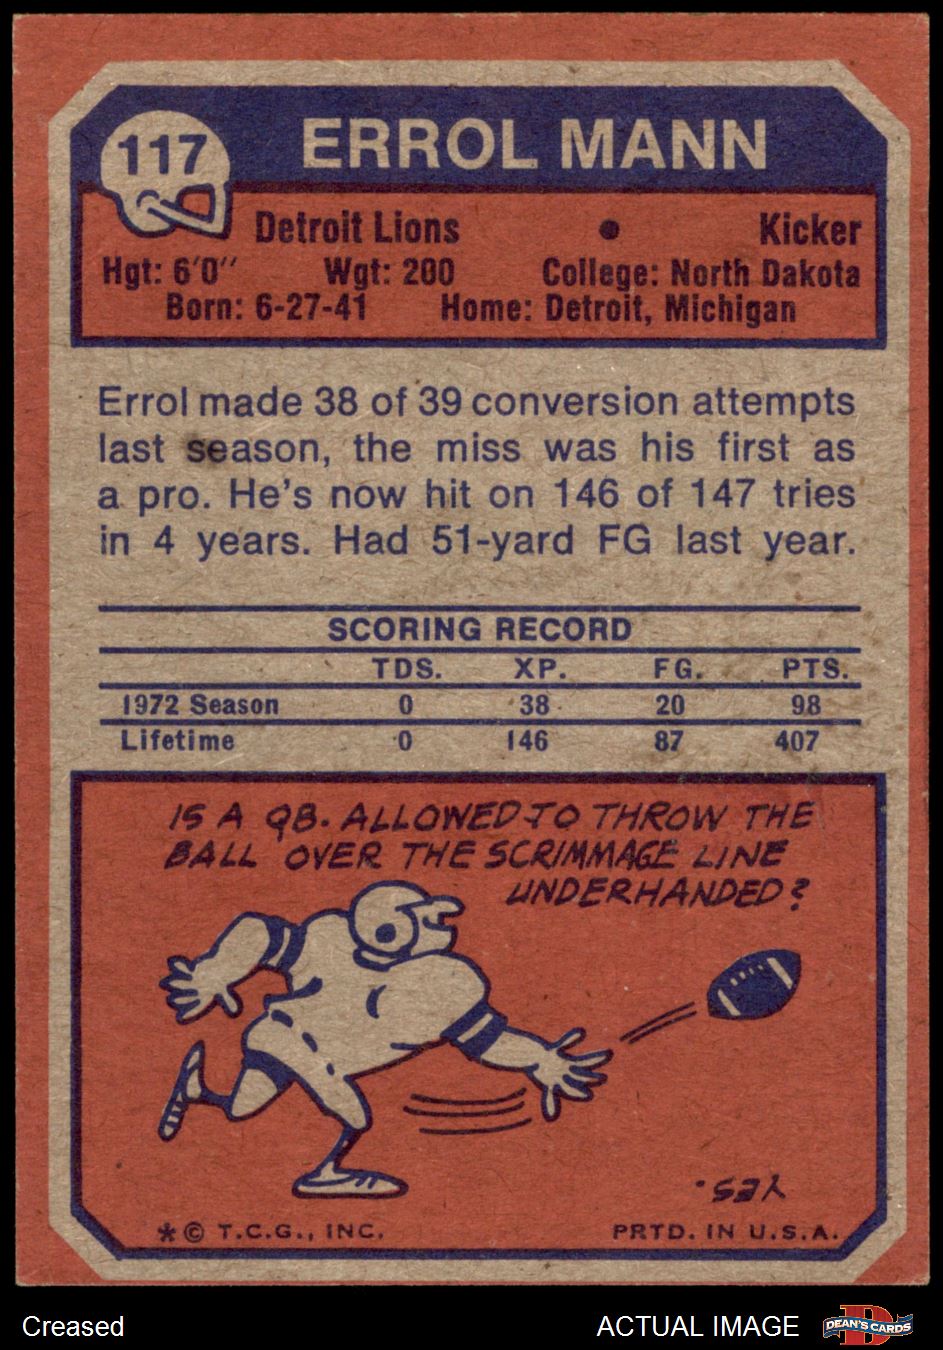 117
ERROL MANN
Detroit Lions • Kicker
Hgt: 6'0" Wgt: 200 College: North Dakota
Born: 6-27-41 Home: Detroit, Michigan
Errol made 38 of 39 conversion attempts
last season, the miss was his first as
a pro. He's now hit on 146 of 147 tries
in 4 years. Had 51-yard FG last year.
SCORING RECORD
TDS. XP. FG. PTS.
1972 Season 0 38 20 98
Lifetime 0 146 87 407
IS A QB. ALLOWED TO THROW THE
BALL OVER THE SCRIMMAGE LINE
UNDERHANDED?
YES.
*© T.C.G., INC. PRTD. IN U.S.A.
Creased ACTUAL IMAGE DEAN'S CARDS